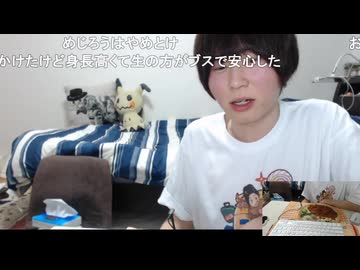 めじろうはやめとけ
お
かけたけど身長高くて生の方がブスで安心した